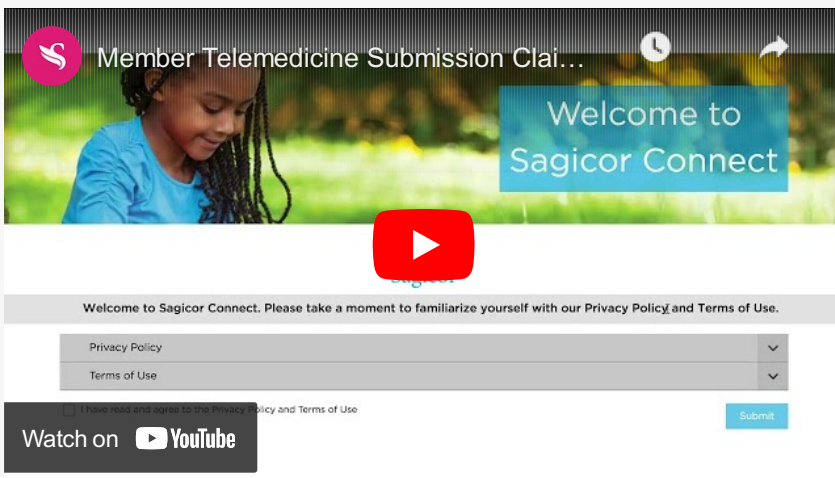 Member Telemedicine Submission Clai…
Welcome to
Sagicor Connect
Sagicor
Welcome to Sagicor Connect. Please take a moment to familiarize yourself with our Privacy Policy and Terms of Use.
Privacy Policy
Terms of Use
I have read and agree to the Privacy Policy and Terms of Use
Submit
Watch on YouTube